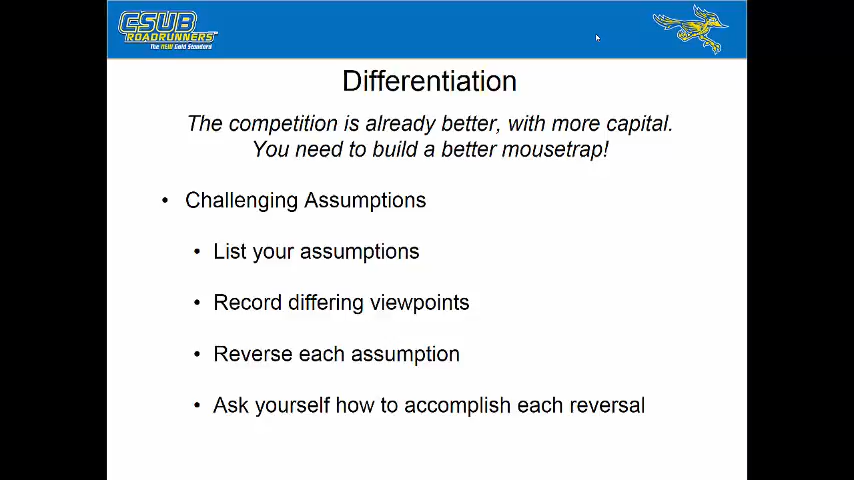 CSUB
ROADRUNNERS
The NEW Gold Standard
Differentiation
The competition is already better, with more capital.
You need to build a better mousetrap!
• Challenging Assumptions
• List your assumptions
• Record differing viewpoints
• Reverse each assumption
• Ask yourself how to accomplish each reversal